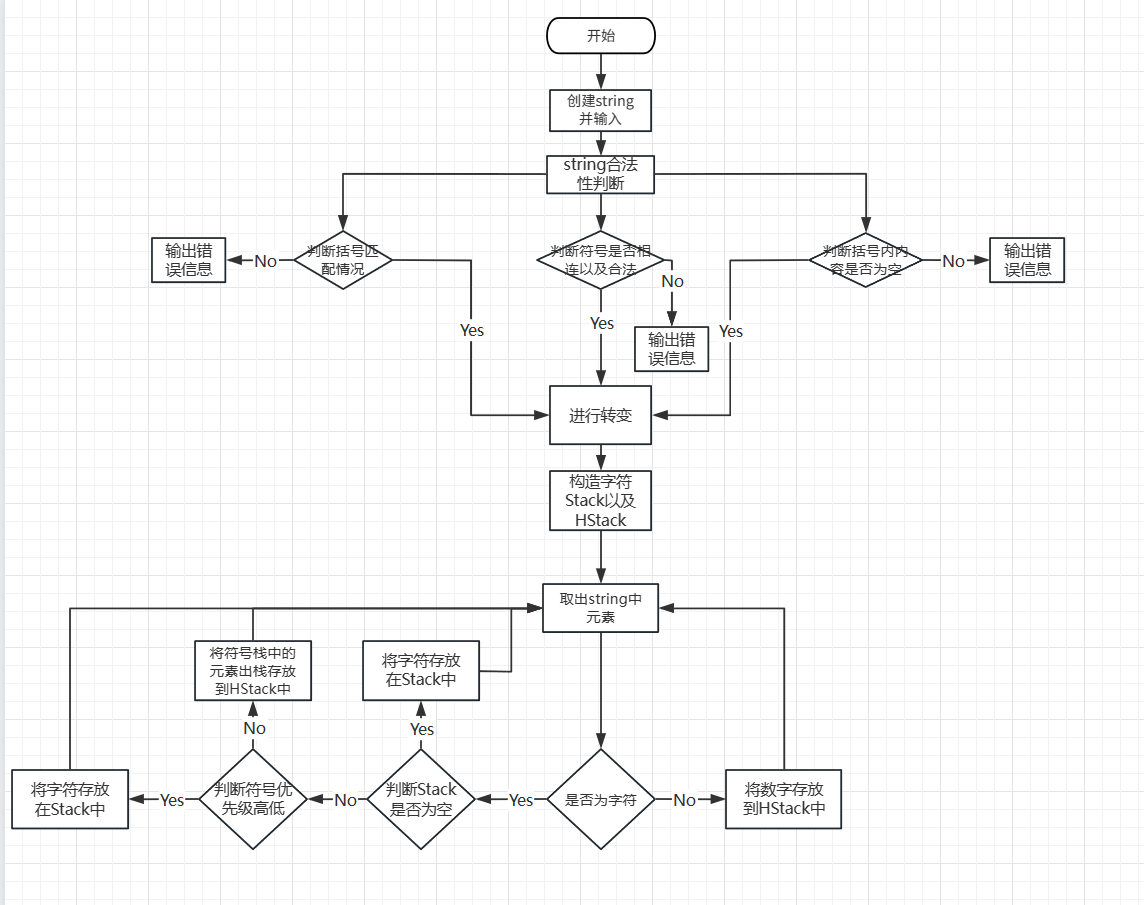 开始
创建string
并输入
string合法
性判断
输出错
误信息
No
判断括号匹
配情况
判断符号是否相
连以及合法
No
判断括号内内
容是否为空
No
输出错
误信息
Yes
Yes
输出错
误信息
Yes
进行转变
构造字符
Stack以及
HStack
取出string中
元素
将符号栈中的
元素出栈存放
到HStack中
将字符存放
在Stack中
No
Yes
将字符存放
在Stack中
Yes
判断符号优
先级高低
No
判断Stack
是否为空
Yes
是否为字符
No
将数字存放
到HStack中